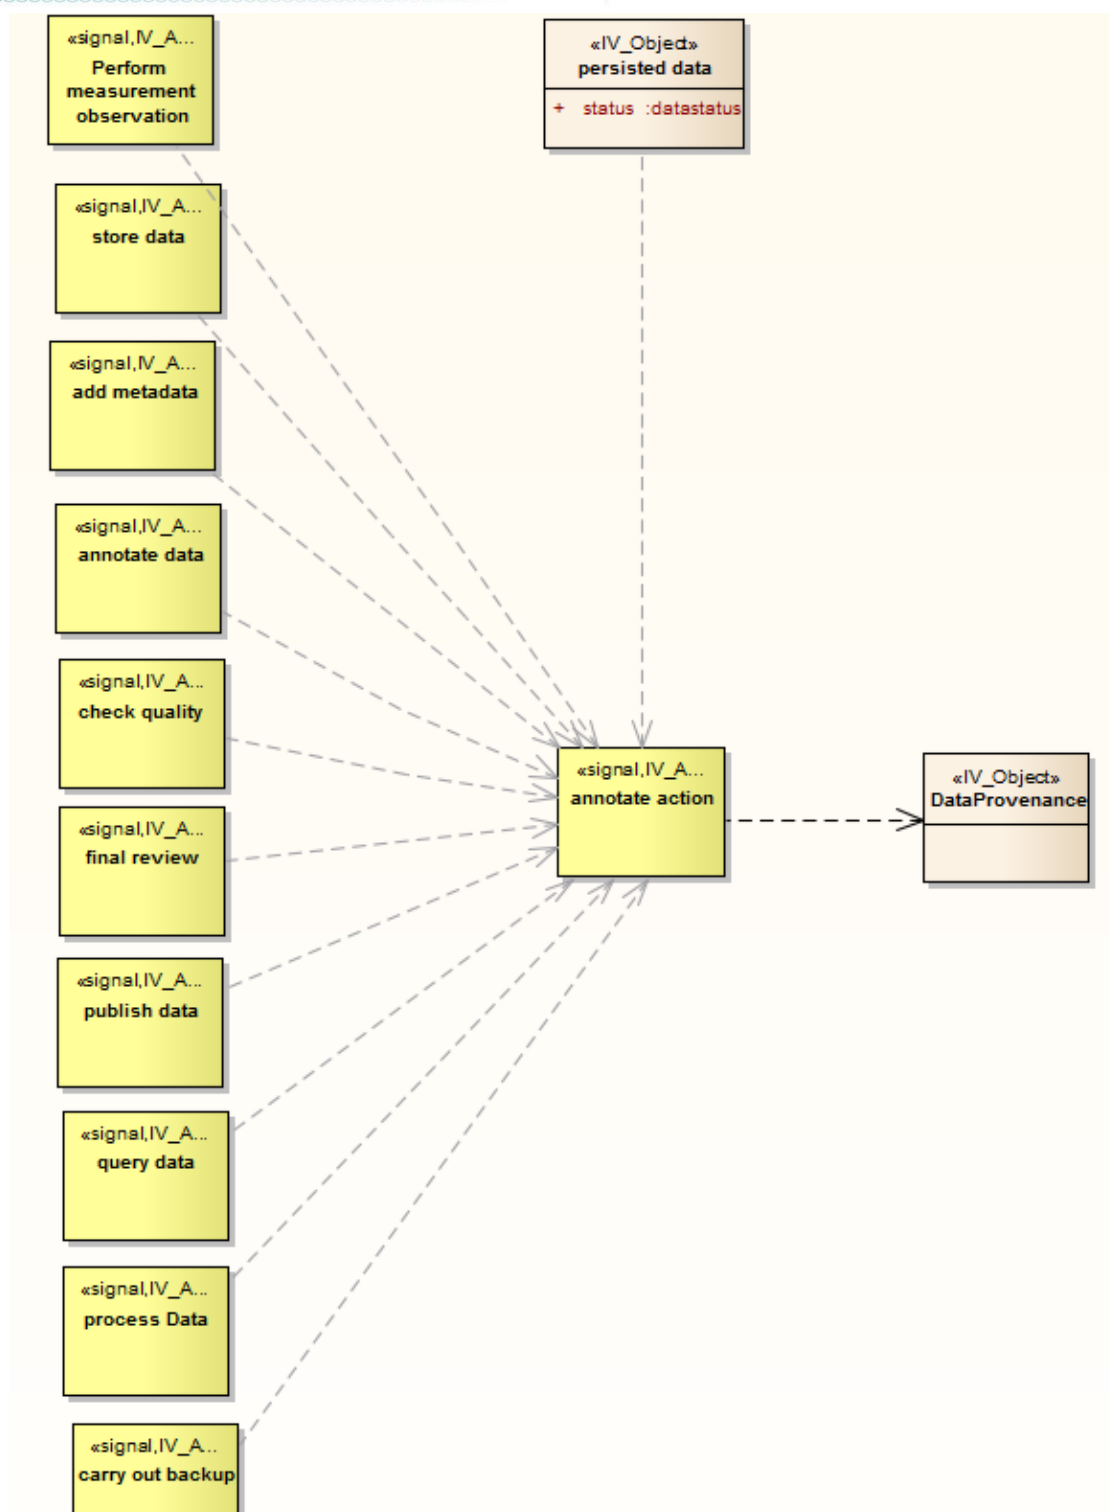 «signal,IV_A...
Perform
measurement
observation
«IV_Object»
persisted data
+ status :datastatus
«signal,IV_A...
store data
«signal,IV_A...
add metadata
«signal,IV_A...
annotate data
«signal,IV_A...
check quality
«signal,IV_A...
annotate action
«IV_Object»
DataProvenance
«signal,IV_A...
final review
«signal,IV_A...
publish data
«signal,IV_A...
query data
«signal,IV_A...
process Data
«signal,IV_A...
carry out backup